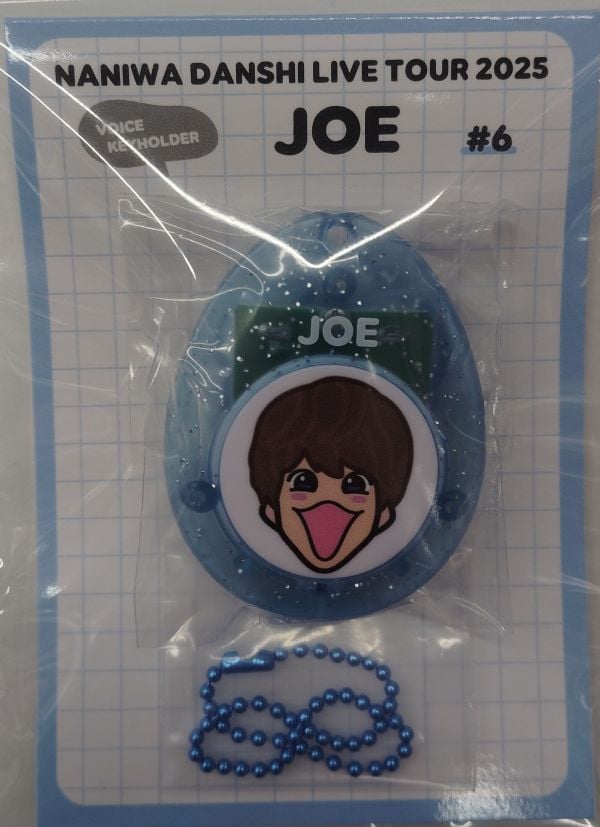 NANIWA DANSHI LIVE TOUR 2025
VOICE
KEYHOLDER
JOE
#6
JOE